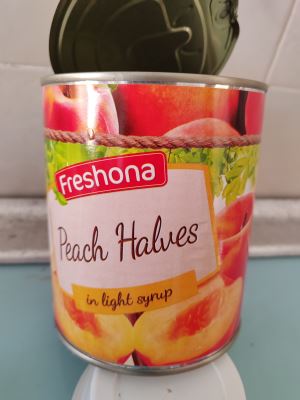 Freshona
Peach Halves
in light syrup